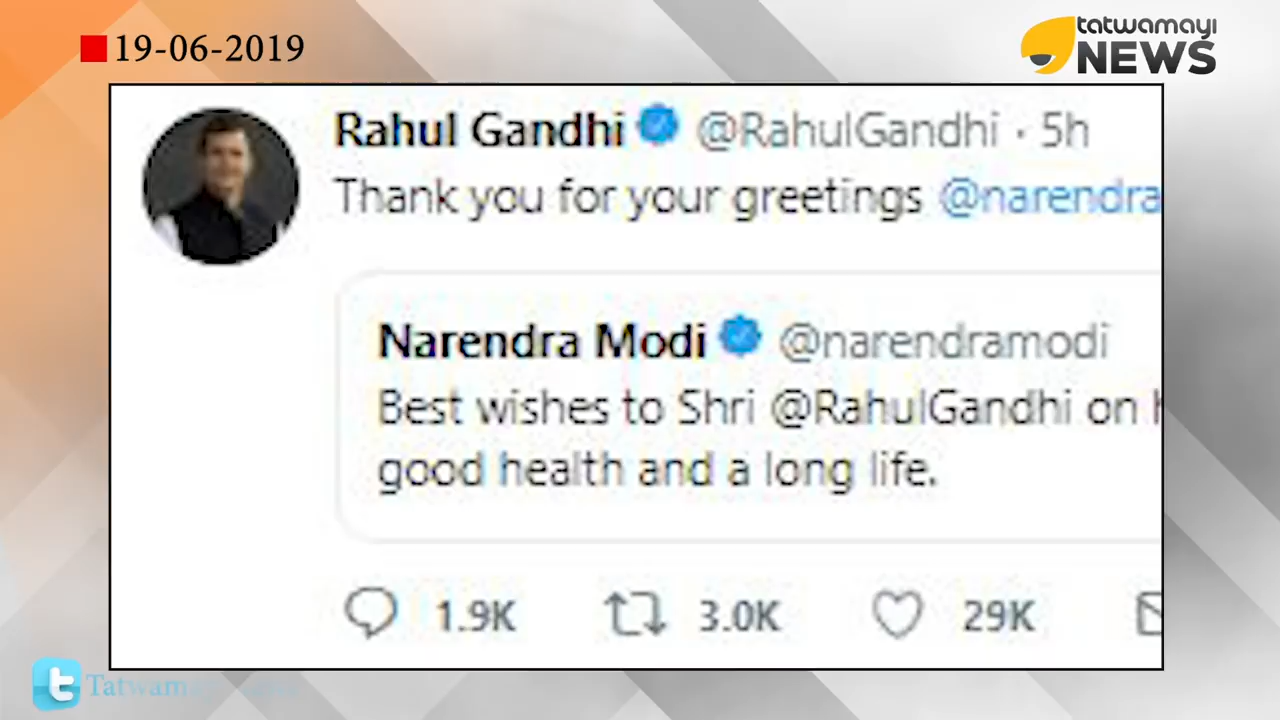 19-06-2019
tatwamayi
NEWS
Rahul Gandhi @RahulGandhi · 5h
Thank you for your greetings @narendra
Narendra Modi @narendramodi
Best wishes to Shri @RahulGandhi on
good health and a long life.
1.9K 3.0K 29K